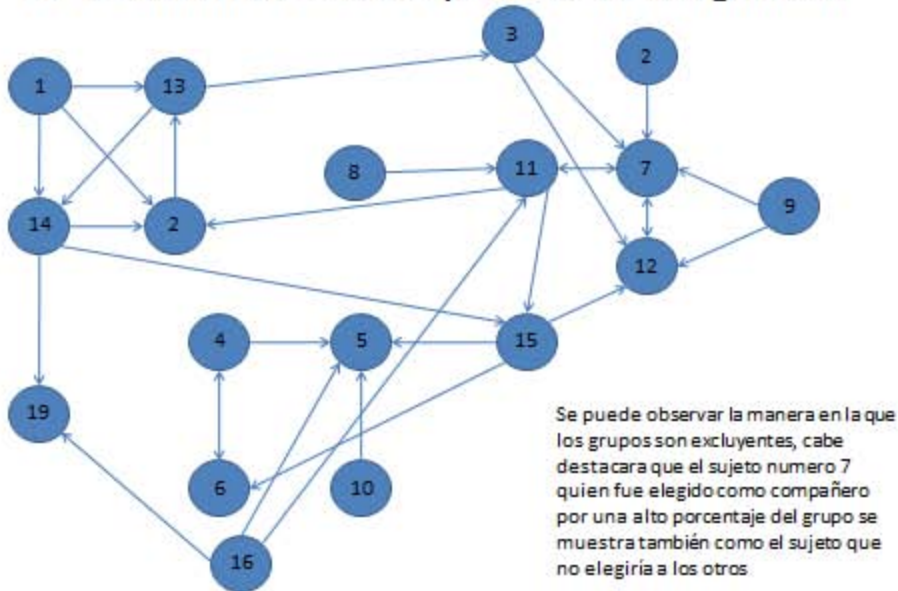 3
2
1
13
8
11
7
9
14
2
12
4
5
15
19
6
10
16
Se puede observar la manera en la que
los grupos son excluyentes, cabe
destacara que el sujeto numero 7
quien fue elegido como compañero
por una alto porcentaje del grupo se
muestra también como el sujeto que
no elegiría a los otros